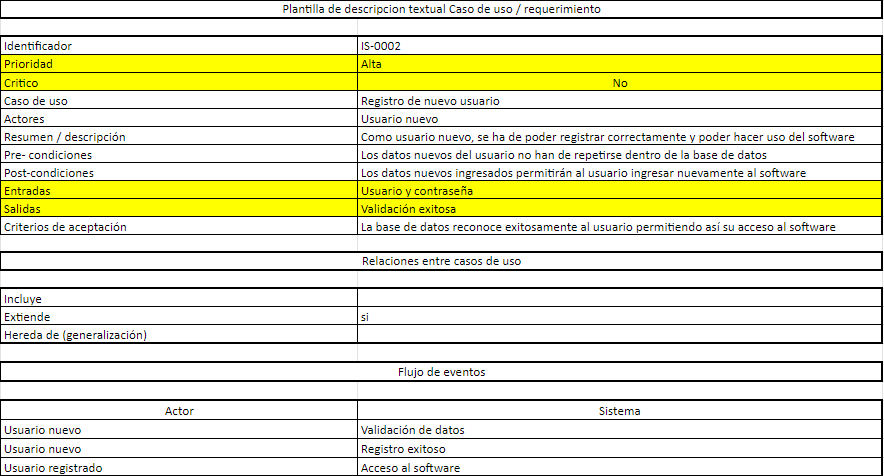 Plantilla de descripcion textual Caso de uso / requerimiento
Identificador IS-0002
Prioridad Alta
Critico No
Caso de uso Registro de nuevo usuario
Actores Usuario nuevo
Resumen / descripción Como usuario nuevo, se ha de poder registrar correctamente y poder hacer uso del software
Pre- condiciones Los datos nuevos del usuario no han de repetirse dentro de la base de datos
Post-condiciones Los datos nuevos ingresados permitirán al usuario ingresar nuevamente al software
Entradas Usuario y contraseña
Salidas Validación exitosa
Criterios de aceptación La base de datos reconoce exitosamente al usuario permitiendo así su acceso al software
Relaciones entre casos de uso
Incluye
Extiende si
Hereda de (generalización)
Flujo de eventos
Actor Sistema
Usuario nuevo Validación de datos
Usuario nuevo Registro exitoso
Usuario registrado Acceso al software